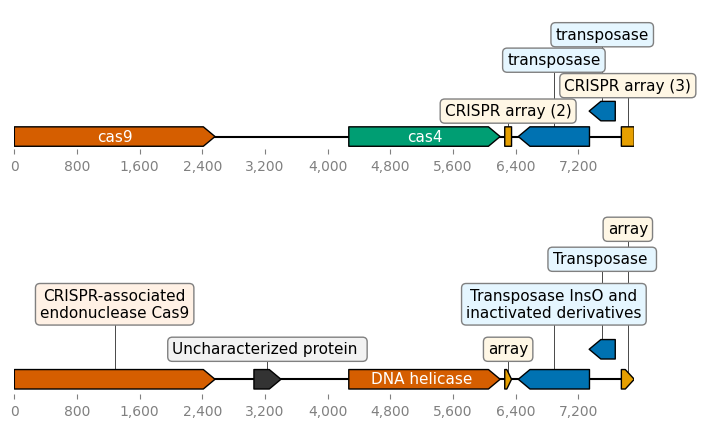 transposase
transposase
CRISPR array (3)
CRISPR array (2)
cas9
cas4
0 800 1,600 2,400 3,200 4,000 4,800 5,600 6,400 7,200
array
Transposase
CRISPR-associated
endonuclease Cas9
Transposase InsO and
inactivated derivatives
Uncharacterized protein
array
DNA helicase
0 800 1,600 2,400 3,200 4,000 4,800 5,600 6,400 7,200